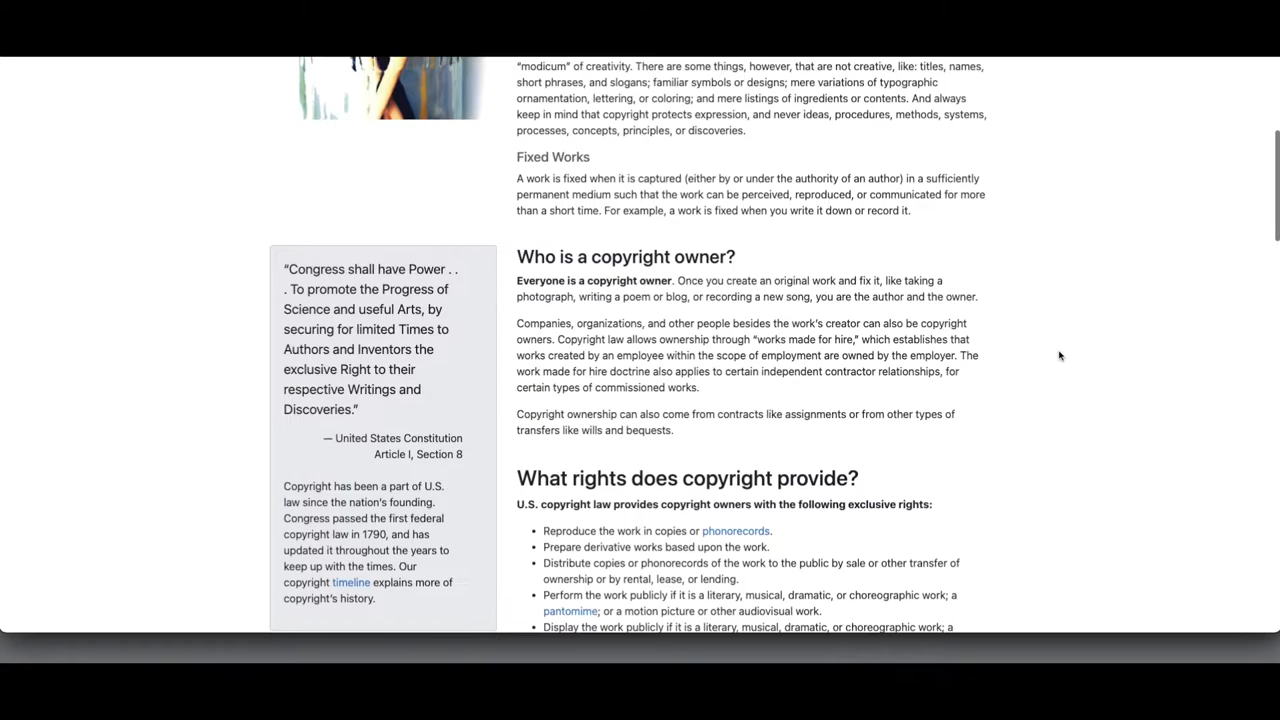 “modicum” of creativity. There are some things, however, that are not creative, like: titles, names,
short phrases, and slogans; familiar symbols or designs; mere variations of typographic
ornamentation, lettering, or coloring; and mere listings of ingredients or contents. And always
keep in mind that copyright protects expression, and never ideas, procedures, methods, systems,
processes, concepts, principles, or discoveries.
Fixed Works
A work is fixed when it is captured (either by or under the authority of an author) in a sufficiently
permanent medium such that the work can be perceived, reproduced, or communicated for more
than a short time. For example, a work is fixed when you write it down or record it.
“Congress shall have Power . .
. To promote the Progress of
Science and useful Arts, by
securing for limited Times to
Authors and Inventors the
exclusive Right to their
respective Writings and
Discoveries.”
— United States Constitution
Article I, Section 8
Copyright has been a part of U.S.
law since the nation’s founding.
Congress passed the first federal
copyright law in 1790, and has
updated it throughout the years to
keep up with the times. Our
copyright timeline explains more of
copyright’s history.
Who is a copyright owner?
Everyone is a copyright owner. Once you create an original work and fix it, like taking a
photograph, writing a poem or blog, or recording a new song, you are the author and the owner.
Companies, organizations, and other people besides the work’s creator can also be copyright
owners. Copyright law allows ownership through “works made for hire,” which establishes that
works created by an employee within the scope of employment are owned by the employer. The
work made for hire doctrine also applies to certain independent contractor relationships, for
certain types of commissioned works.
Copyright ownership can also come from contracts like assignments or from other types of
transfers like wills and bequests.
What rights does copyright provide?
U.S. copyright law provides copyright owners with the following exclusive rights:
• Reproduce the work in copies or phonorecords.
• Prepare derivative works based upon the work.
• Distribute copies or phonorecords of the work to the public by sale or other transfer of
ownership or by rental, lease, or lending.
• Perform the work publicly if it is a literary, musical, dramatic, or choreographic work; a
pantomime; or a motion picture or other audiovisual work.
• Display the work publicly if it is a literary, musical, dramatic, or choreographic work; a